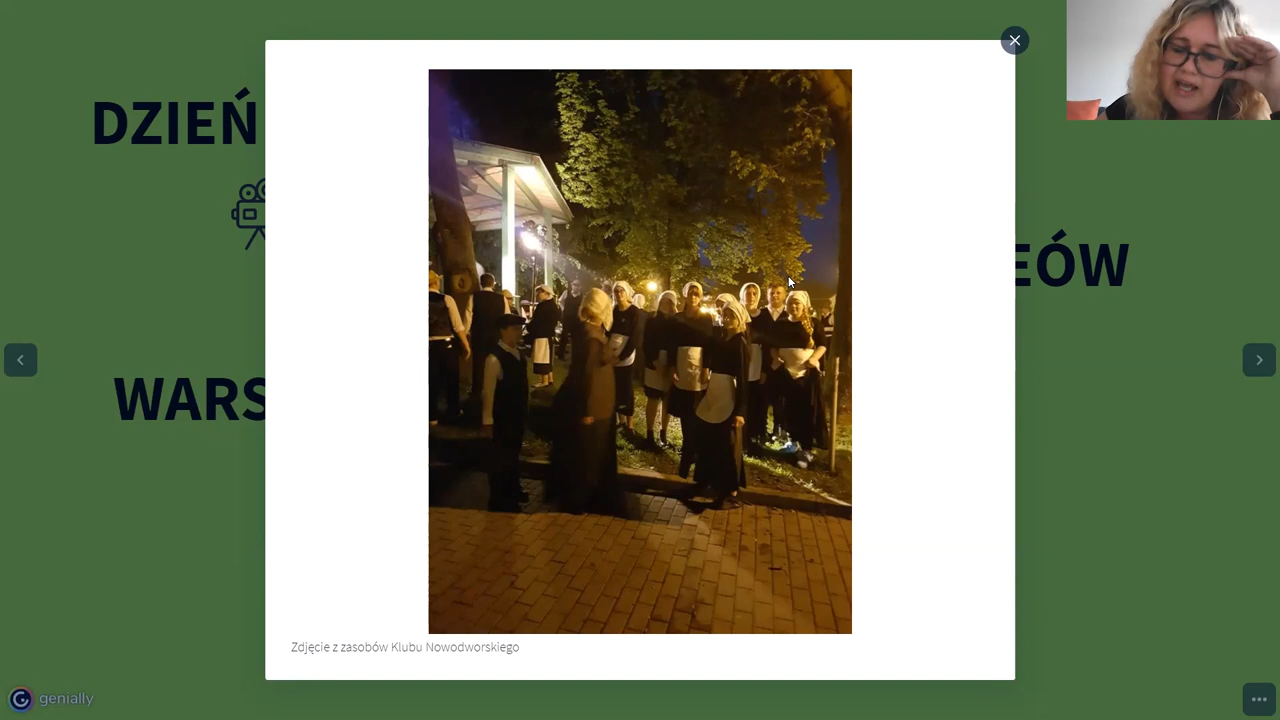 DZIEŃ
EÓW
WARS
Zdjęcie z zasobów Klubu Nowodworskiego
genially